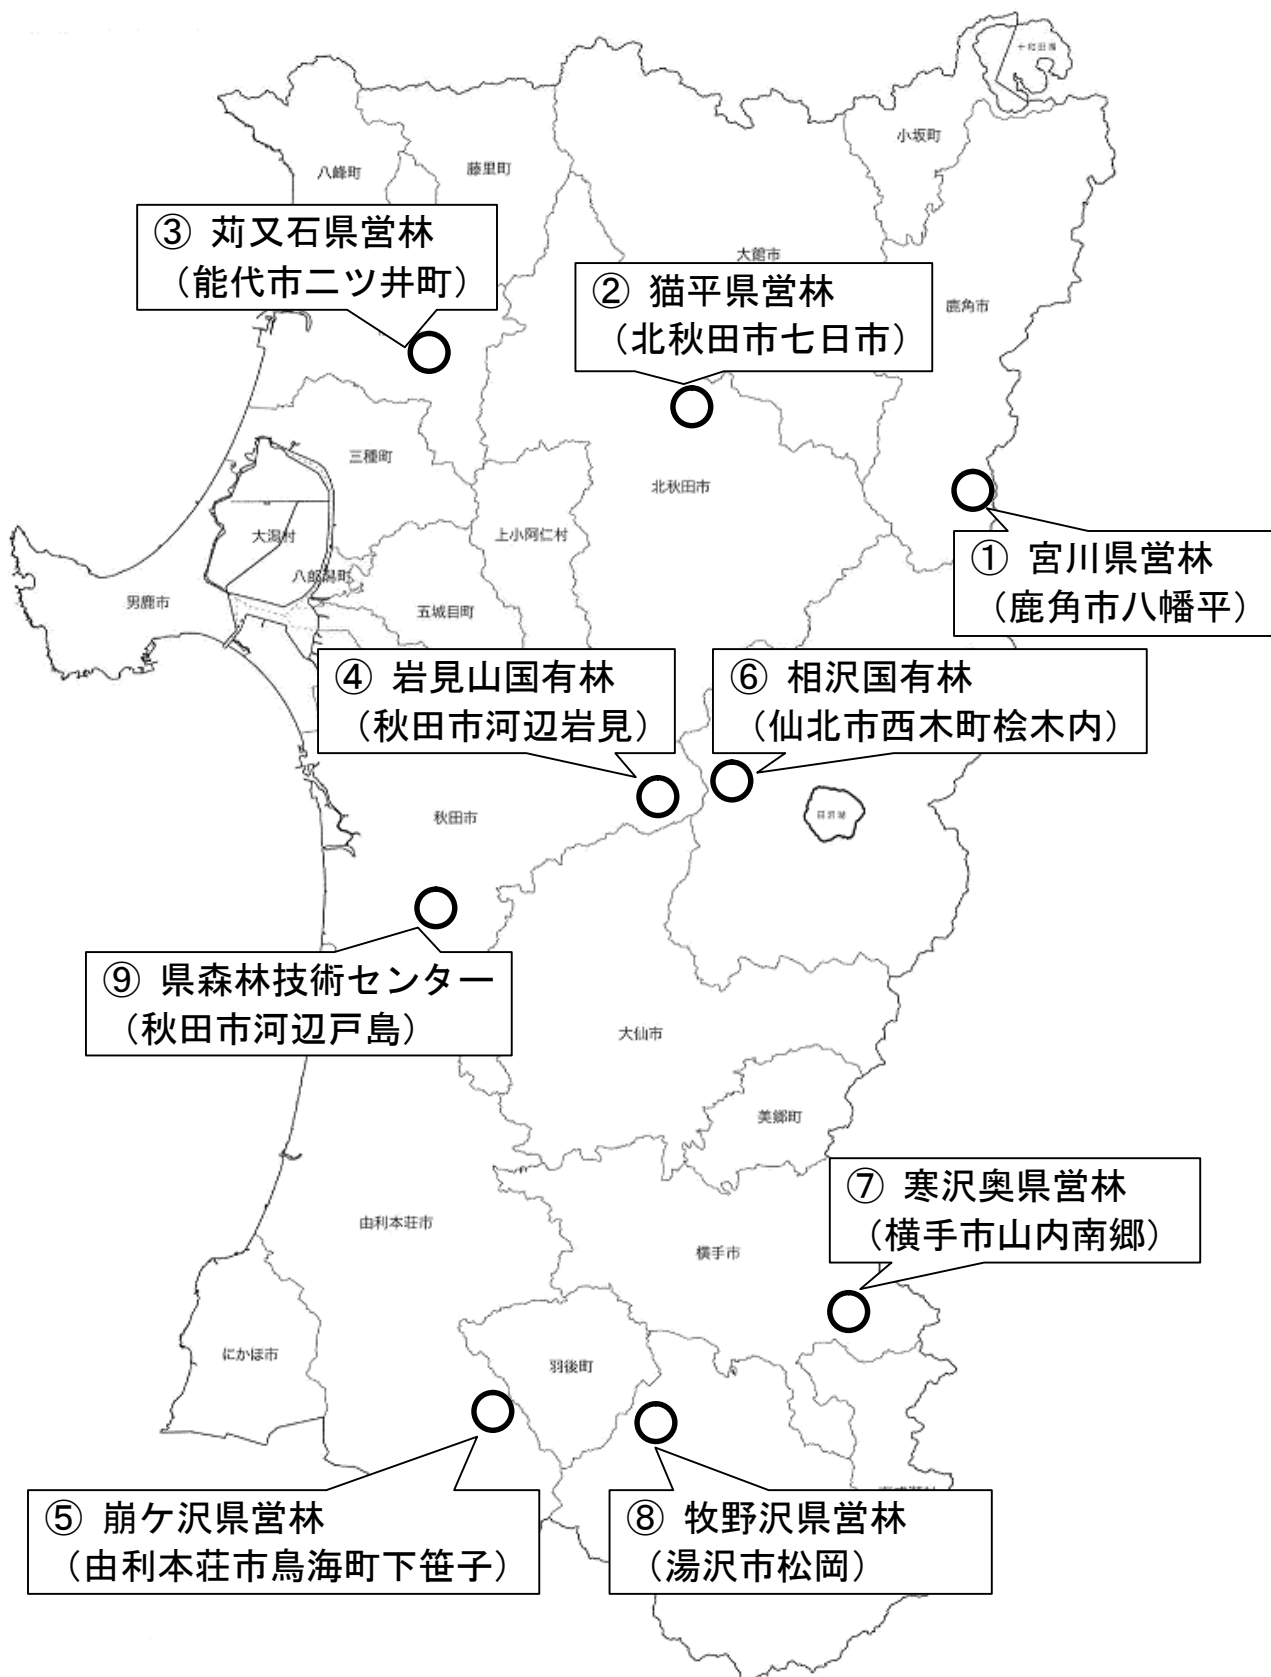 十和田湖
小坂町
八峰町
藤里町
③ 苅又石県営林
（能代市二ツ井町）
大館市
② 猫平県営林
（北秋田市七日市）
鹿角市
三種町
北秋田市
大潟村
上小阿仁村
① 宮川県営林
（鹿角市八幡平）
八郎潟町
男鹿市
五城目町
④ 岩見山国有林
（秋田市河辺岩見）
⑥ 相沢国有林
（仙北市西木町桧木内）
秋田市
田沢湖
⑨ 県森林技術センター
（秋田市河辺戸島）
大仙市
美郷町
⑦ 寒沢奥県営林
（横手市山内南郷）
由利本荘市
横手市
にかほ市
羽後町
⑤ 崩ケ沢県営林
（由利本荘市鳥海町下笹子）
⑧ 牧野沢県営林
（湯沢市松岡）